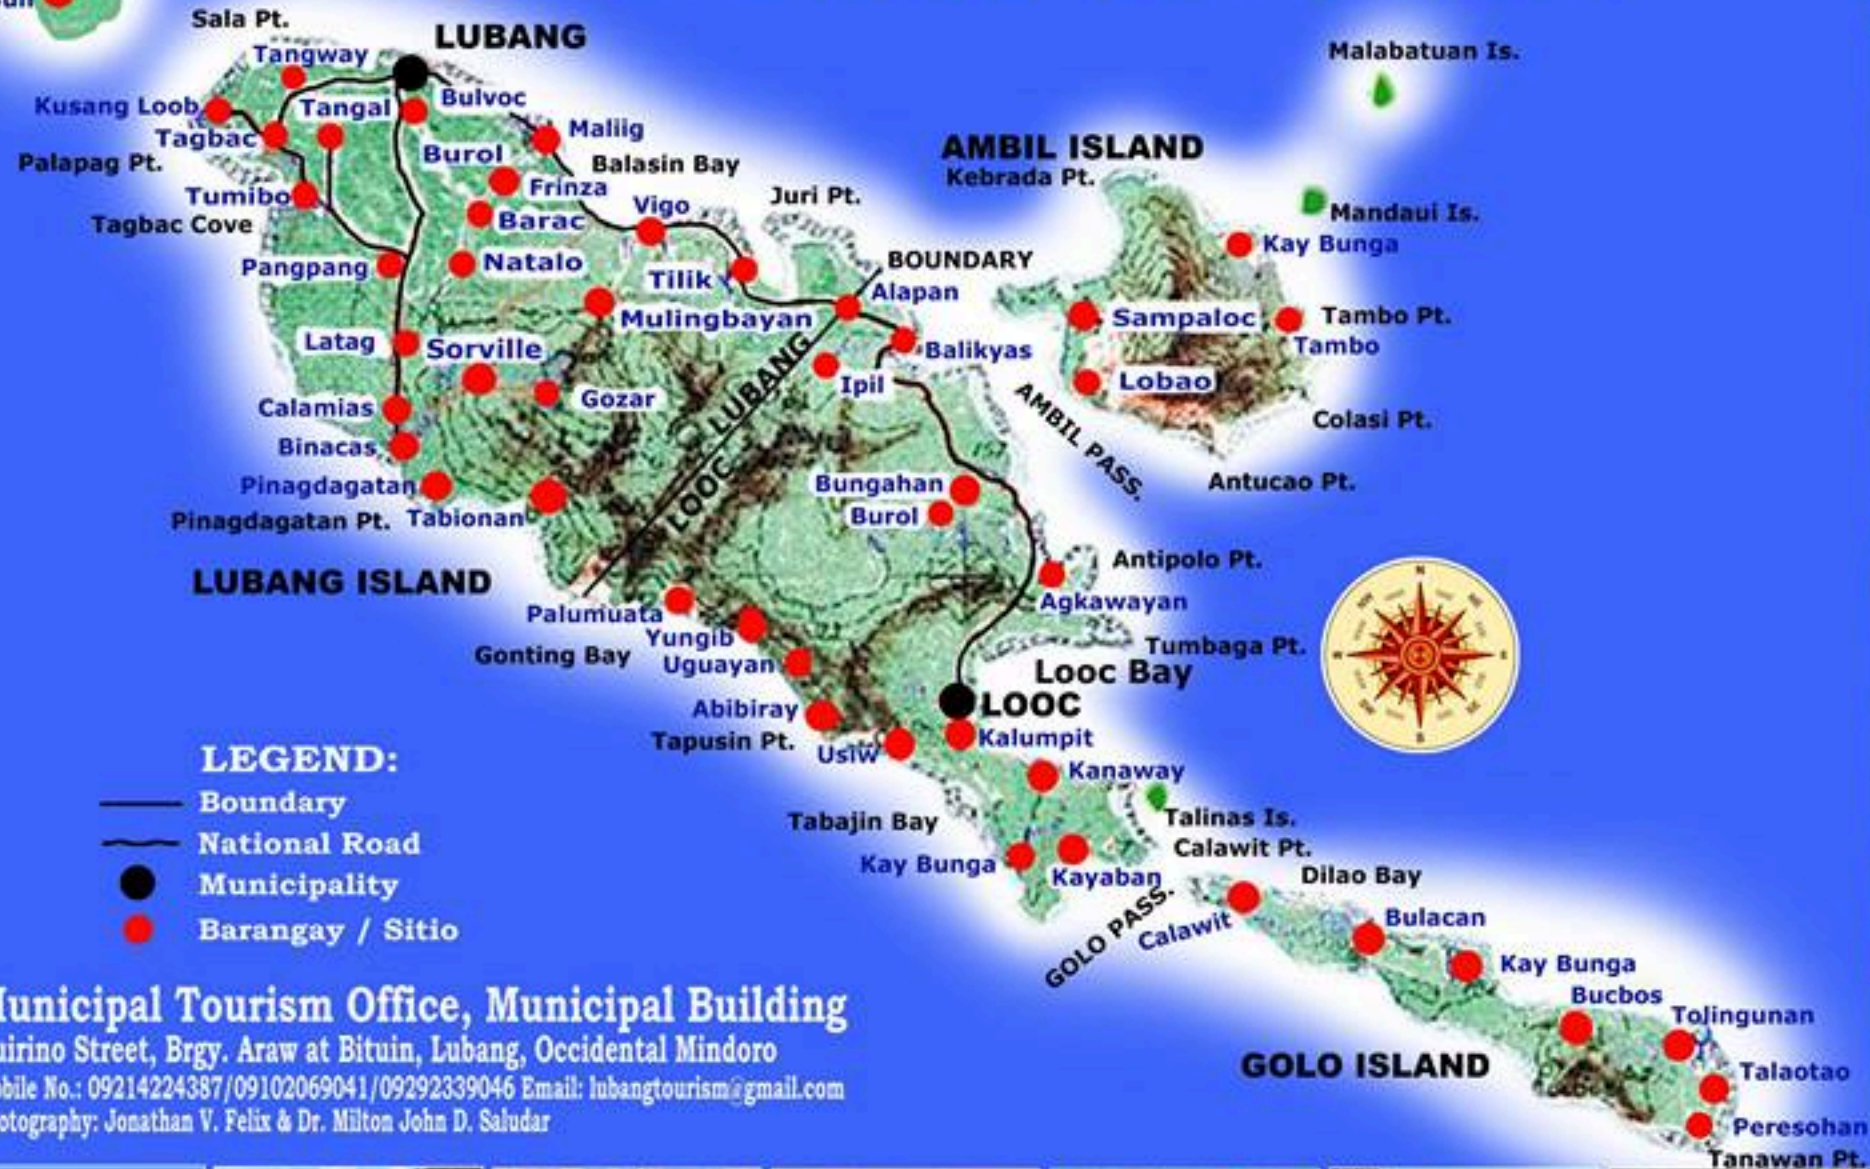 Sala Pt.
LUBANG
Tangway
Malabatuan Is.
Kusang Loob
Tangal
Bulvoc
Tagbac
Maliig
Palapag Pt.
Burol
Balasin Bay
AMBIL ISLAND
Kebrada Pt.
Tumibo
Frinza
Vigo
Juri Pt.
Tagbac Cove
Barac
Mandaui Is.
Kay Bunga
Pangpang
Natalo
Tilik
BOUNDARY
Alapan
Mulingbayan
Sampaloc
Tambo Pt.
Tambo
Latag
Sorville
LUBANG
Balikyas
Ipil
Lobao
Gozar
Calamias
AMBIL PASS.
Colasi Pt.
Binacas
LOOC
Pinagdagatan
Bungahan
Antucao Pt.
Pinagdagatan Pt.
Tabionan
Burol
LUBANG ISLAND
Antipolo Pt.
N
Palumuata
Agkawayan
Yungib
Tumbaga Pt.
Gonting Bay
Uguayan
Looc Bay
Abibiray
LOOC
Tapusin Pt.
Usiw
Kalumpit
S
Kanaway
Tabajin Bay
Talinas Is.
Calawit Pt.
Kay Bunga
Kayaban
Dilao Bay
GOLO PASS.
Calawit
Bulacan
Kay Bunga
Bucbos
Tolingunan
GOLO ISLAND
Talaotao
Peresohan
Tanawan Pt.
LEGEND:
Boundary
National Road
Municipality
Barangay / Sitio
Municipal Tourism Office, Municipal Building
uirino Street, Brgy. Araw at Bituin, Lubang, Occidental Mindoro
obile No.: 09214224387/09102069041/09292339046 Email: lubangtourism@gmail.com
otography: Jonathan V. Felix & Dr. Milton John D. Saludar